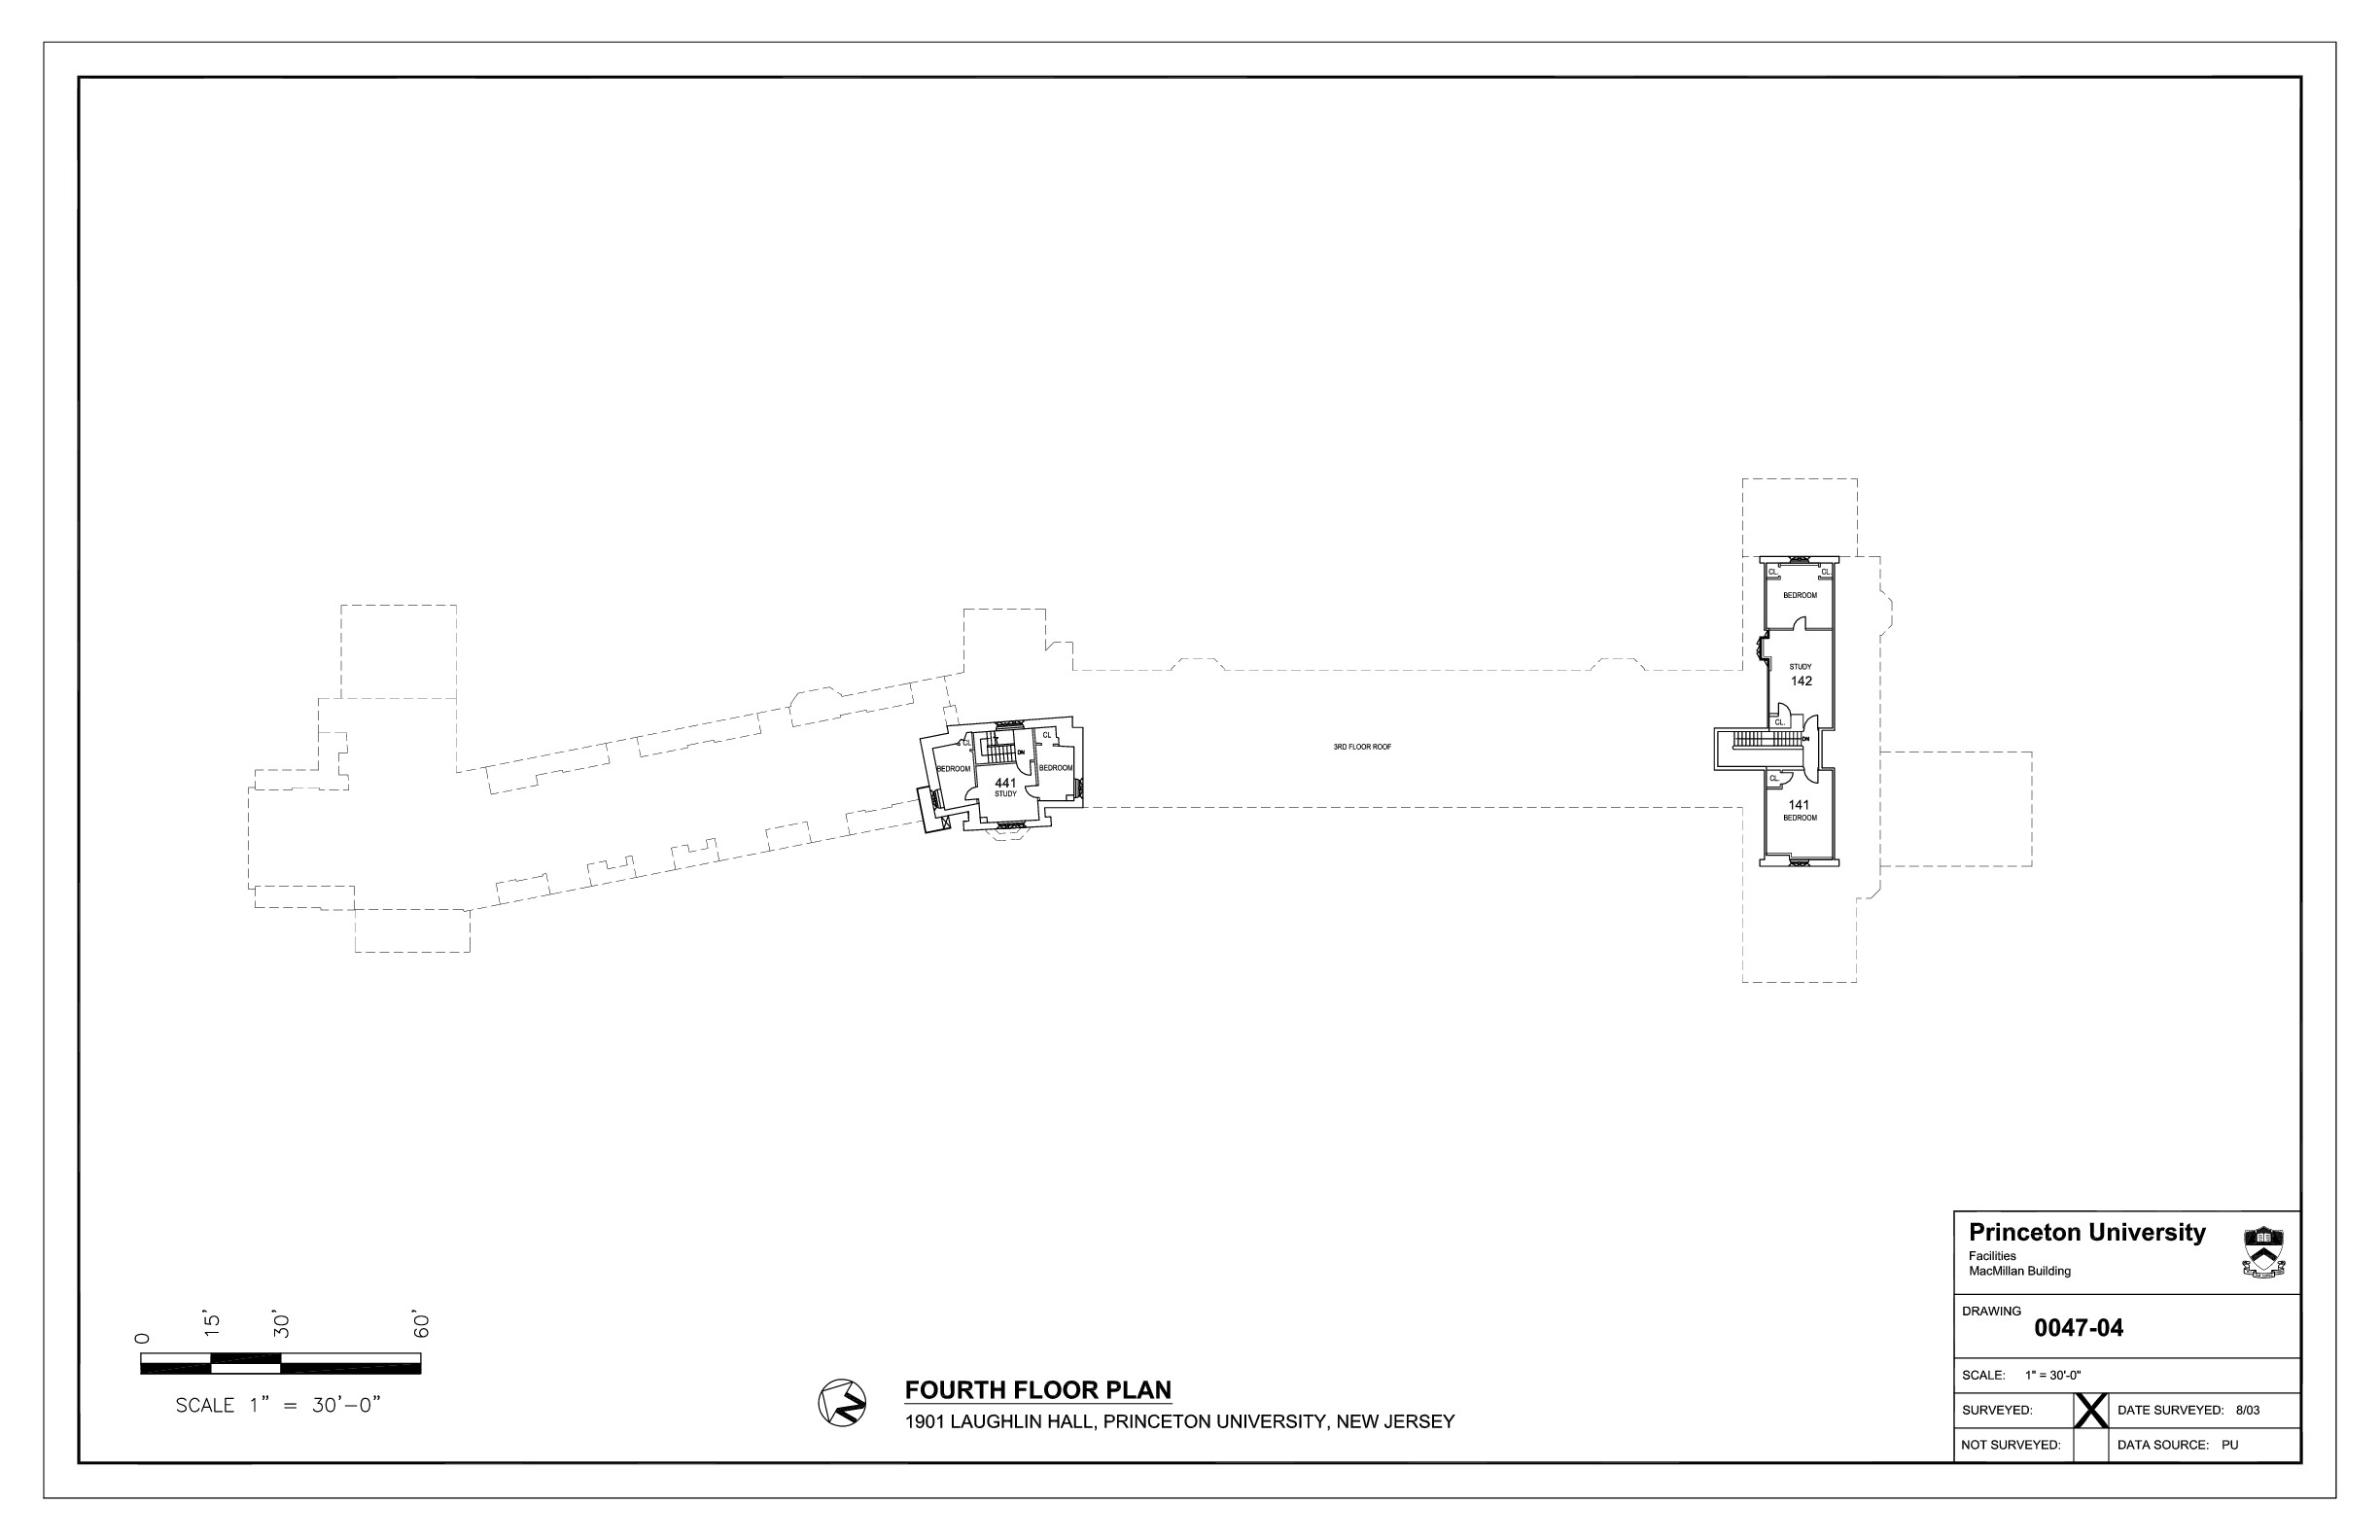 CL.
CL.
BEDROOM
STUDY
142
CL.
DN
CL.
141
BEDROOM
3RD FLOOR ROOF
CL
CL
DN
BEDROOM
BEDROOM
441
STUDY
0
15'
30'
60'
SCALE 1" = 30'-0"
N
FOURTH FLOOR PLAN
1901 LAUGHLIN HALL, PRINCETON UNIVERSITY, NEW JERSEY
Princeton University
Facilities
MacMillan Building
DRAWING
0047-04
SCALE: 1" = 30'-0"
SURVEYED: X DATE SURVEYED: 8/03
NOT SURVEYED: DATA SOURCE: PU